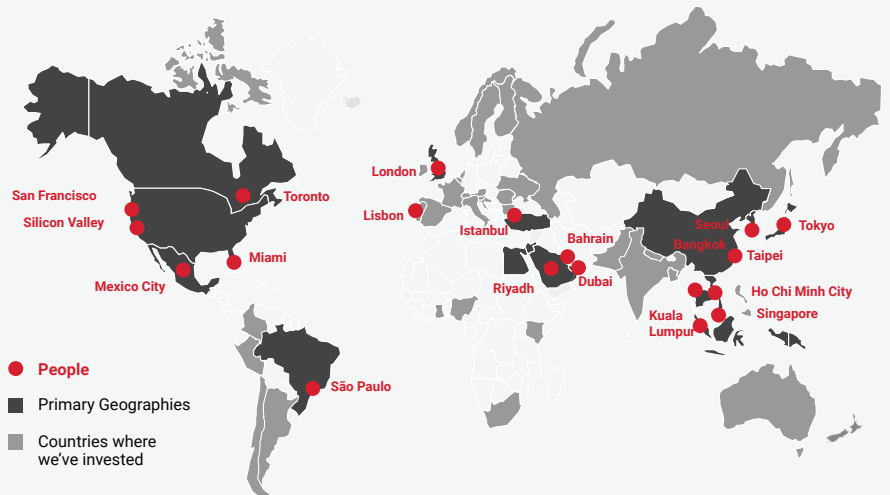 London
San Francisco
Toronto
Silicon Valley
Lisbon
Seoul
Tokyo
Istanbul
Bahrain
Bangkok
Taipei
Miami
Mexico City
Riyadh
Dubai
Ho Chi Minh City
Kuala
Lumpur
Singapore
People
São Paulo
Primary Geographies
Countries where
we've invested